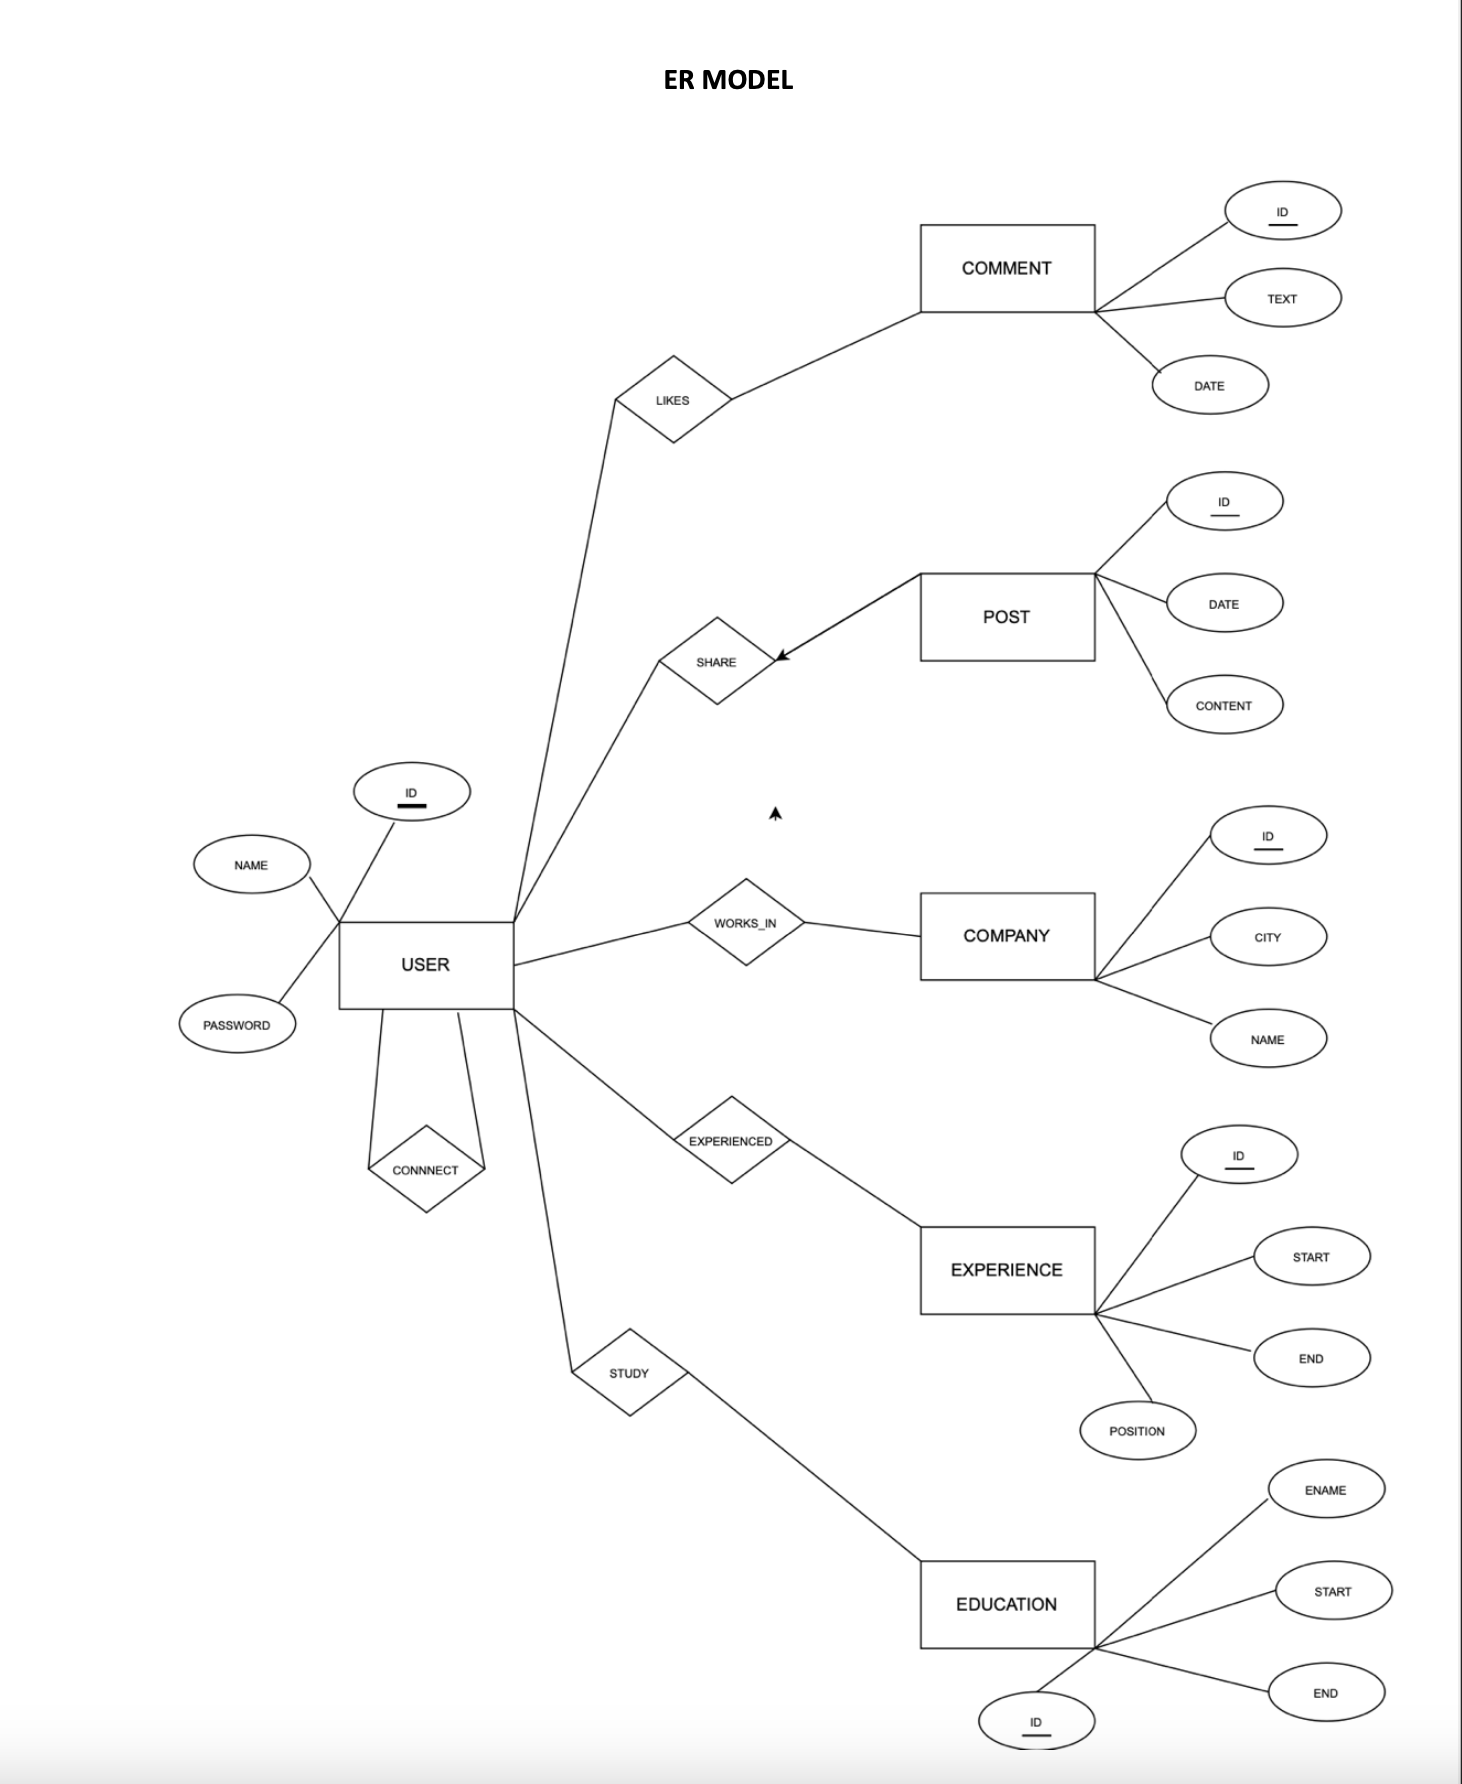 ER MODEL
ID
COMMENT
TEXT
DATE
LIKES
ID
POST
DATE
SHARE
CONTENT
ID
NAME
ID
WORKS_IN
COMPANY
CITY
USER
PASSWORD
NAME
EXPERIENCED
ID
CONNNECT
START
EXPERIENCE
END
STUDY
POSITION
ENAME
START
EDUCATION
END
ID